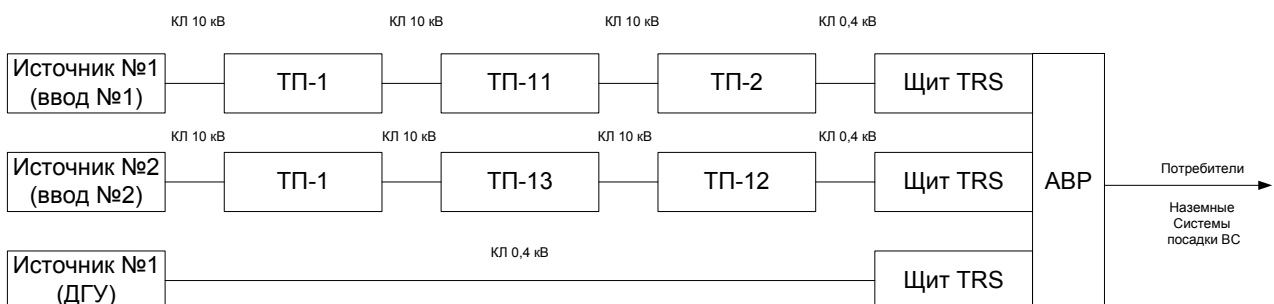 КЛ 10 кВ КЛ 10 кВ КЛ 10 кВ КЛ 0,4 кВ
Источник №1
(ввод №1)
ТП-1 ТП-11 ТП-2 Щит TRS
КЛ 10 кВ КЛ 10 кВ КЛ 10 кВ КЛ 0,4 кВ
Источник №2
(ввод №2)
ТП-1 ТП-13 ТП-12 Щит TRS
АВР
Потребители
Наземные
Системы
посадки ВС
КЛ 0,4 кВ
Источник №1
(ДГУ)
Щит TRS